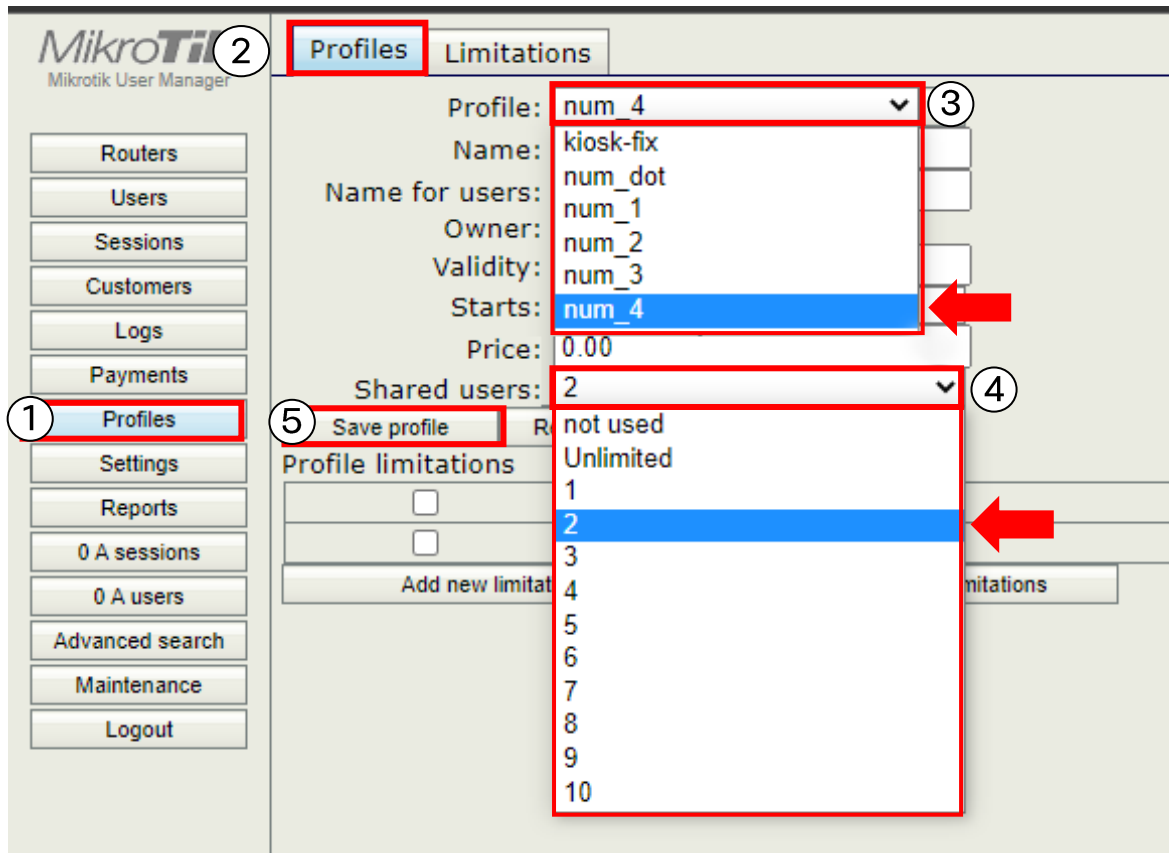 MikroTi
Mikrotik User Manager
2
Profiles
Limitations
Profile: num_4
3
kiosk-fix
num_dot
num_1
num_2
num_3
num_4
Name:
Name for users:
Owner:
Validity:
Starts:
Price: 0.00
Shared users: 2
4
not used
Unlimited
1
2
3
4
5
6
7
8
9
10
5
Save profile
Profile limitations
Add new limitat
mitations
Routers
Users
Sessions
Customers
Logs
Payments
1
Profiles
Settings
Reports
0 A sessions
0 A users
Advanced search
Maintenance
Logout